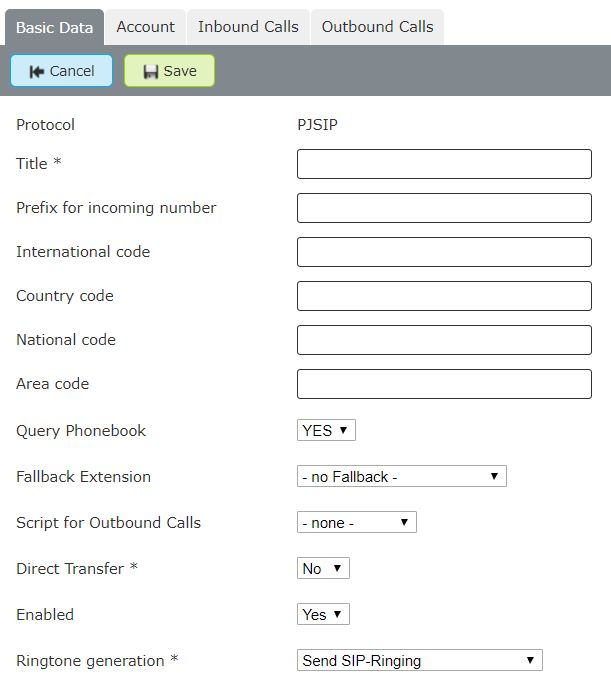 Basic Data Account Inbound Calls Outbound Calls
Cancel Save
Protocol PJSIP
Title *
Prefix for incoming number
International code
Country code
National code
Area code
Query Phonebook YES
Fallback Extension - no Fallback -
Script for Outbound Calls - none -
Direct Transfer * No
Enabled Yes
Ringtone generation * Send SIP-Ringing